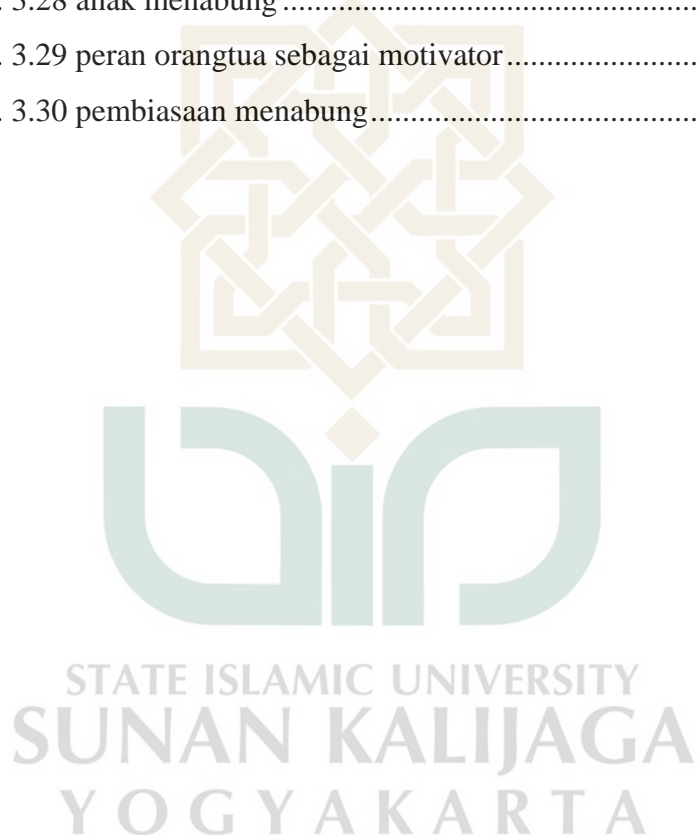 . 3.28 anak menabung ......................................................
. 3.29 peran orangtua sebagai motivator ........................
. 3.30 pembiasaan menabung ........................................
STATE ISLAMIC UNIVERSITY
SUNAN KALIJAGA
YOGYAKARTA